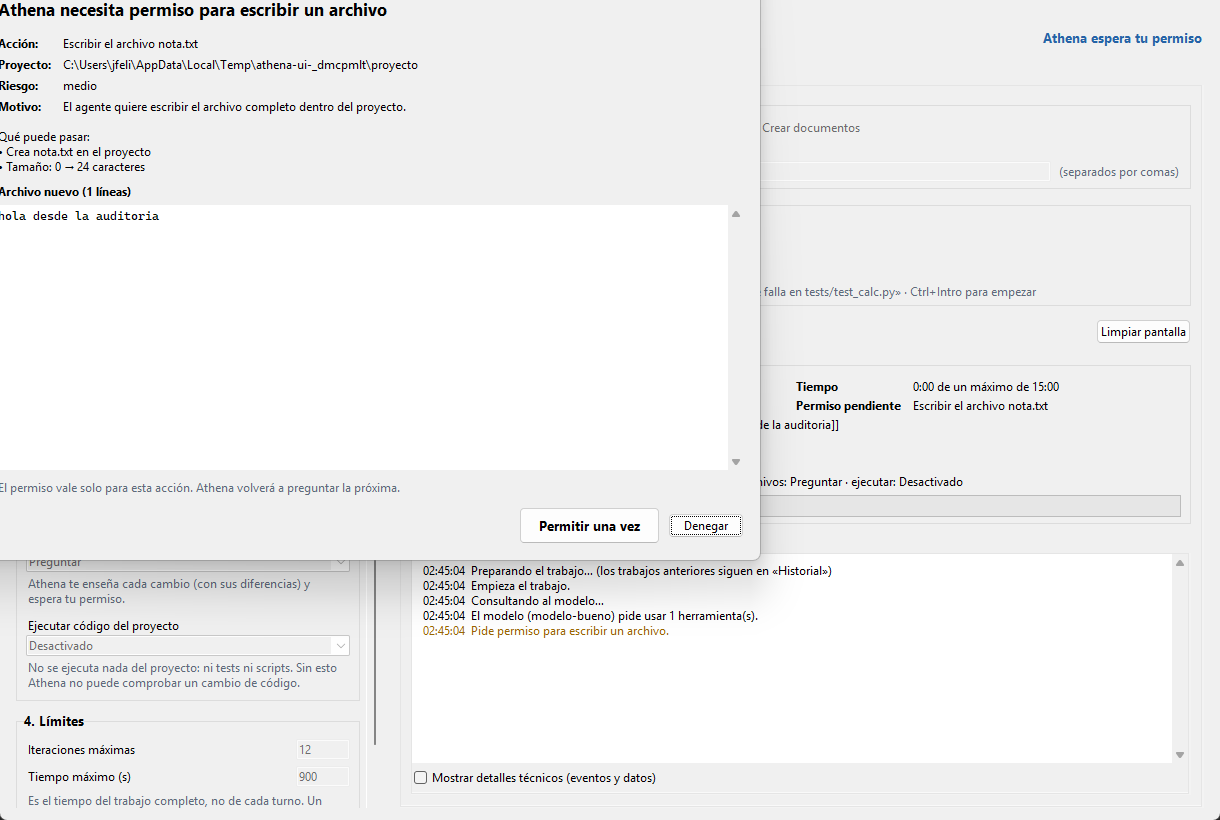 Athena necesita permiso para escribir un archivo
Acción: Escribir el archivo nota.txt
Proyecto: C:\Users\jfeli\AppData\Local\Temp\athena-ui-_dmcpmlt\proyecto
Riesgo: medio
Motivo: El agente quiere escribir el archivo completo dentro del proyecto.
Qué puede pasar:
• Crea nota.txt en el proyecto
• Tamaño: 0 → 24 caracteres
Archivo nuevo (1 líneas)
hola desde la auditoria
El permiso vale solo para esta acción. Athena volverá a preguntar la próxima.
Permitir una vez
Denegar
Athena espera tu permiso
Crear documentos
(separados por comas)
falla en tests/test_calc.py» · Ctrl+Intro para empezar
Limpiar pantalla
Tiempo 0:00 de un máximo de 15:00
Permiso pendiente Escribir el archivo nota.txt
de la auditoria]]
ivos: Preguntar · ejecutar: Desactivado
Preguntar
Athena te enseña cada cambio (con sus diferencias) y
espera tu permiso.
Ejecutar código del proyecto
Desactivado
No se ejecuta nada del proyecto: ni tests ni scripts. Sin esto
Athena no puede comprobar un cambio de código.
4. Límites
Iteraciones máximas 12
Tiempo máximo (s) 900
Es el tiempo del trabajo completo, no de cada turno. Un
02:45:04 Preparando el trabajo... (los trabajos anteriores siguen en «Historial»)
02:45:04 Empieza el trabajo.
02:45:04 Consultando al modelo...
02:45:04 El modelo (modelo-bueno) pide usar 1 herramienta(s).
02:45:04 Pide permiso para escribir un archivo.
Mostrar detalles técnicos (eventos y datos)